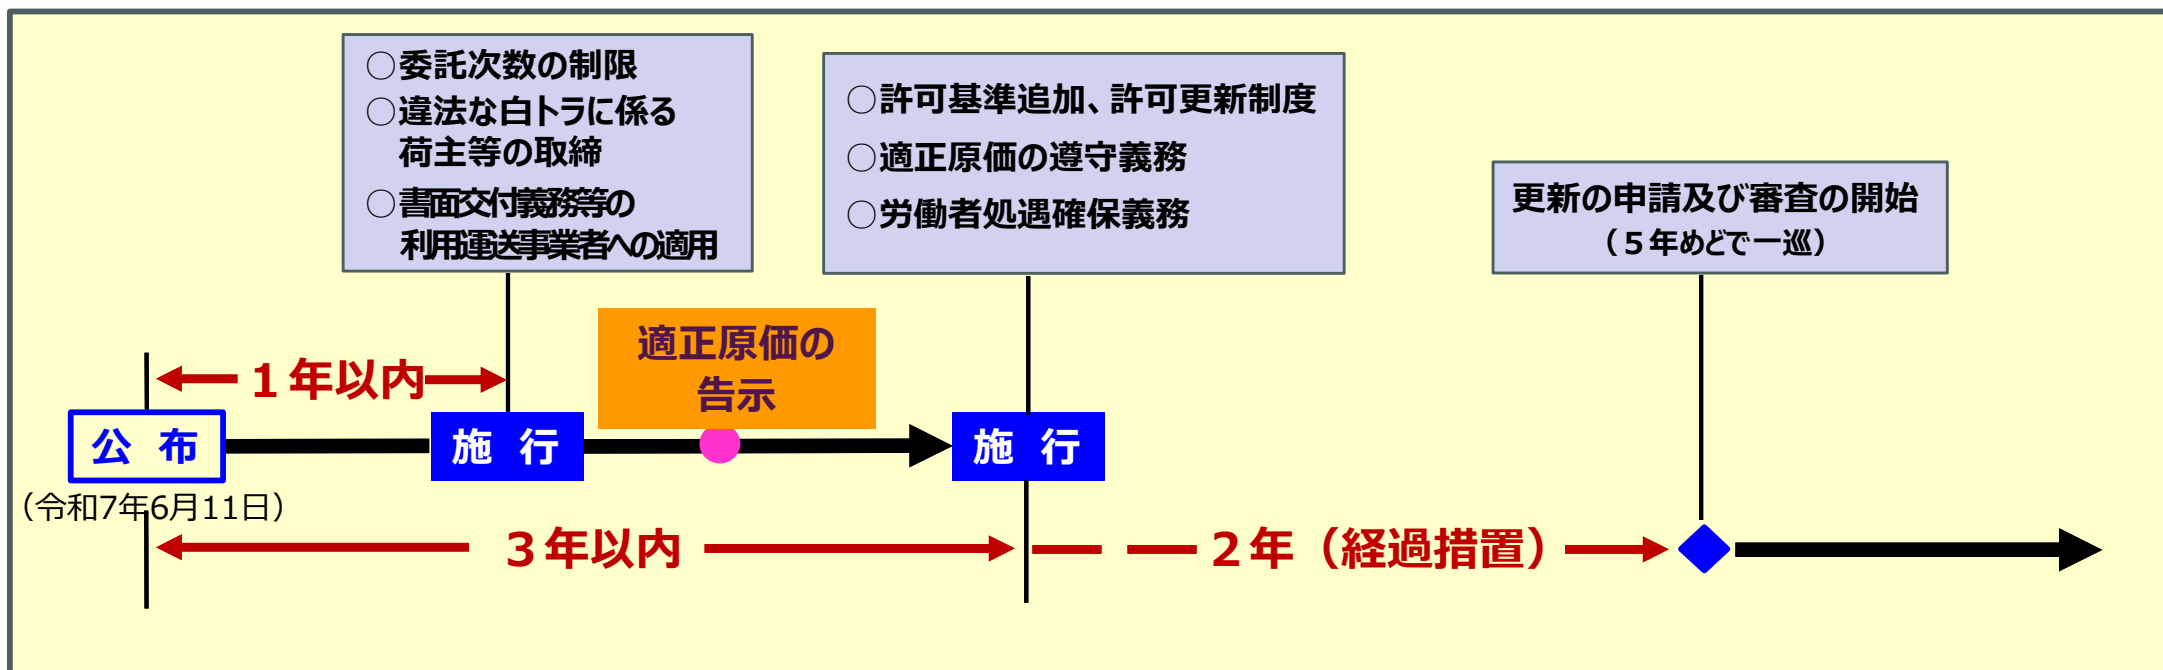 ○委託次数の制限
○違法な白トラに係る
荷主等の取締
○書面交付義務等の
利用運送事業者への適用
○許可基準追加、許可更新制度
○適正原価の遵守義務
○労働者処遇確保義務
更新の申請及び審査の開始
（５年めどで一巡）
適正原価の
告示
１年以内
公 布
施 行
施 行
（令和7年6月11日）
３年以内
２年（経過措置）